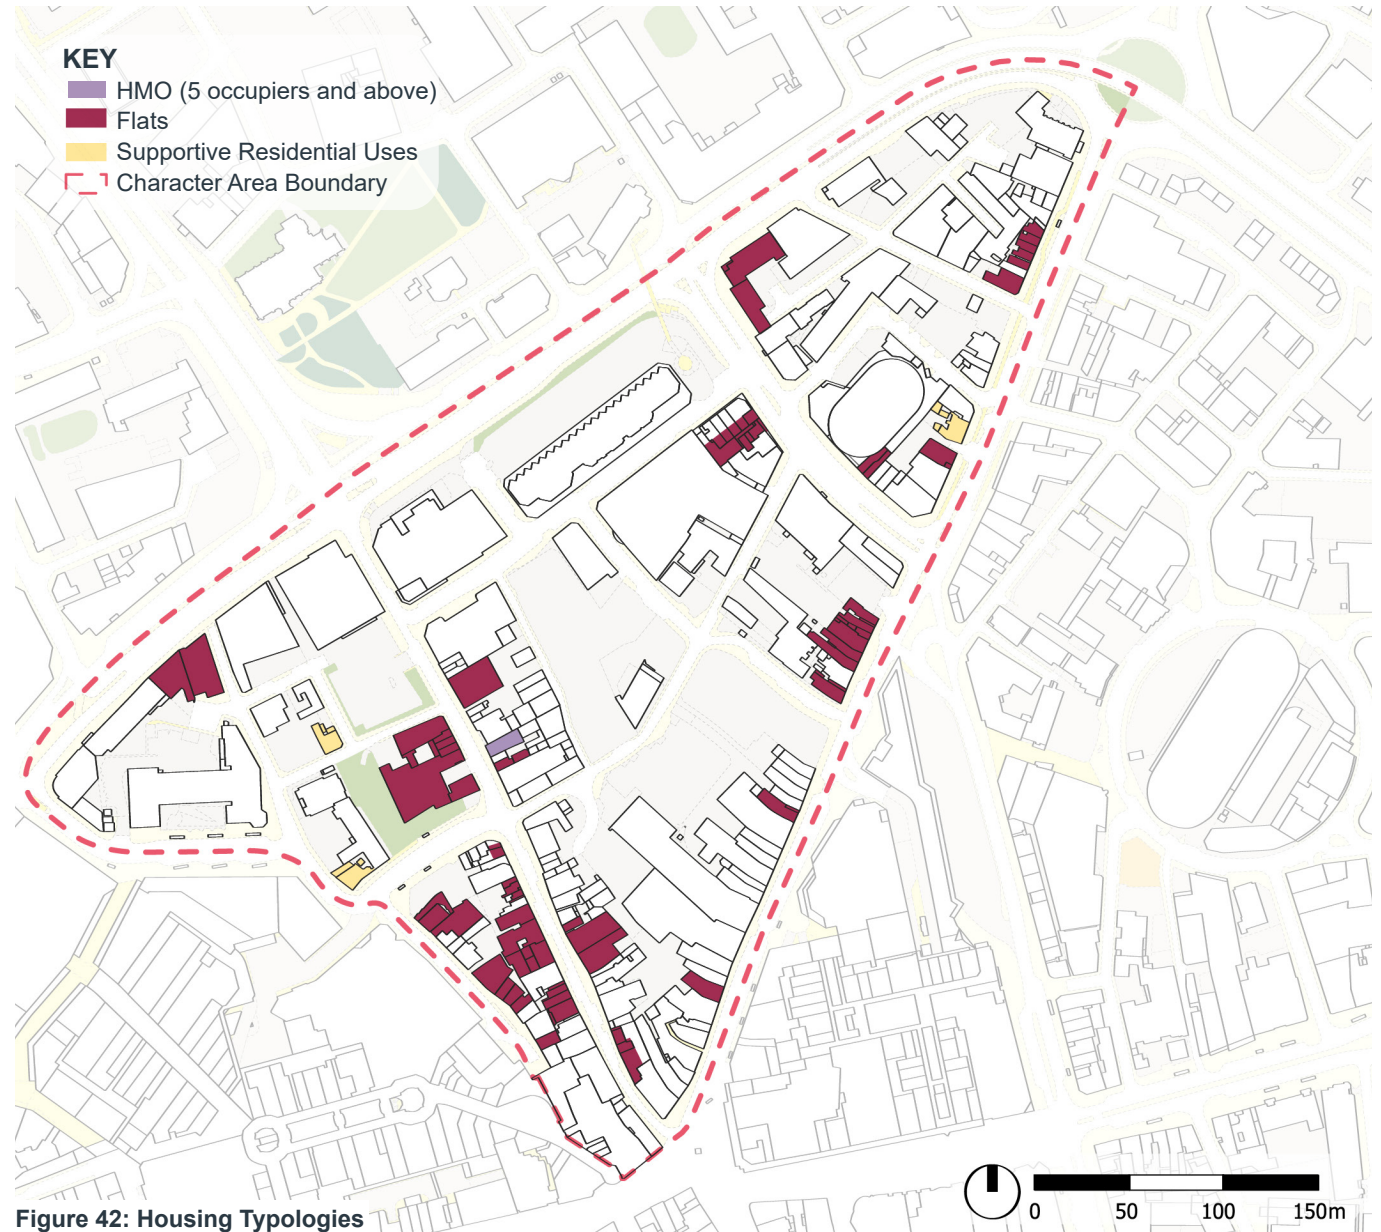 KEY
HMO (5 occupiers and above)
Flats
Supportive Residential Uses
Character Area Boundary
0 50 100 150m
Figure 42: Housing Typologies